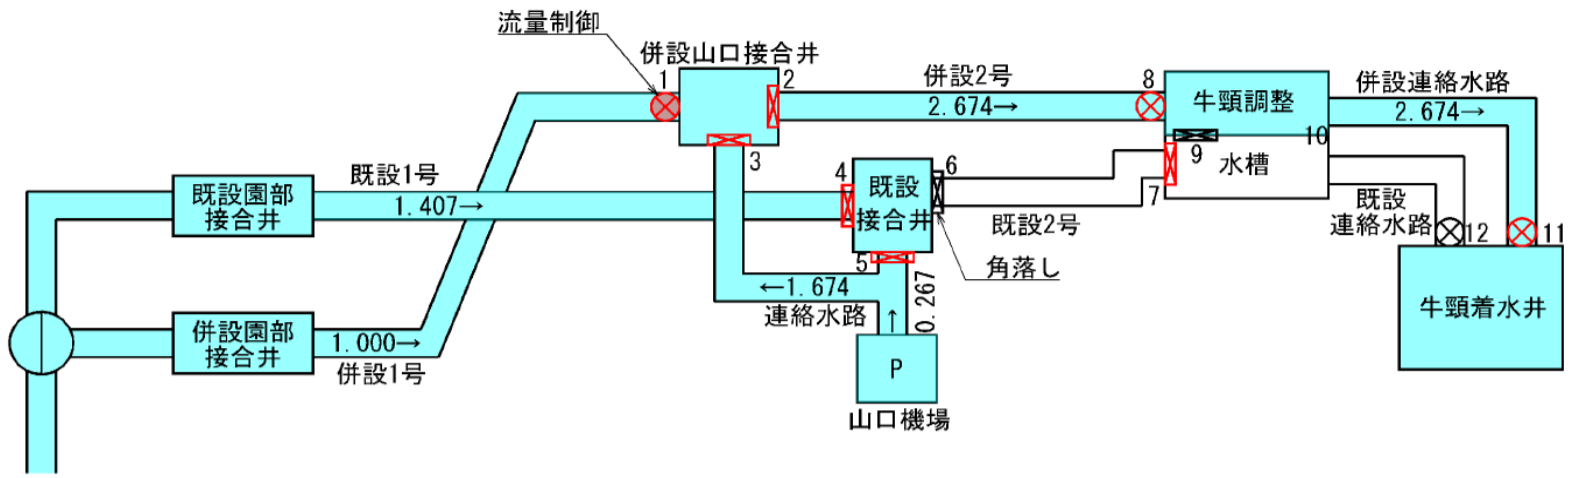 流量制御
併設山口接合井
1
2
併設2号
2.674→
8
牛頸調整
水槽
併設連絡水路
2.674→
3
9
10
既設園部
接合井
既設1号
1.407→
4
既設
接合井
6
7
既設2号
角落し
既設
連絡水路
12
11
5
←1.674
連絡水路
0.267
→
併設園部
接合井
1.000→
併設1号
P
山口機場
牛頸着水井